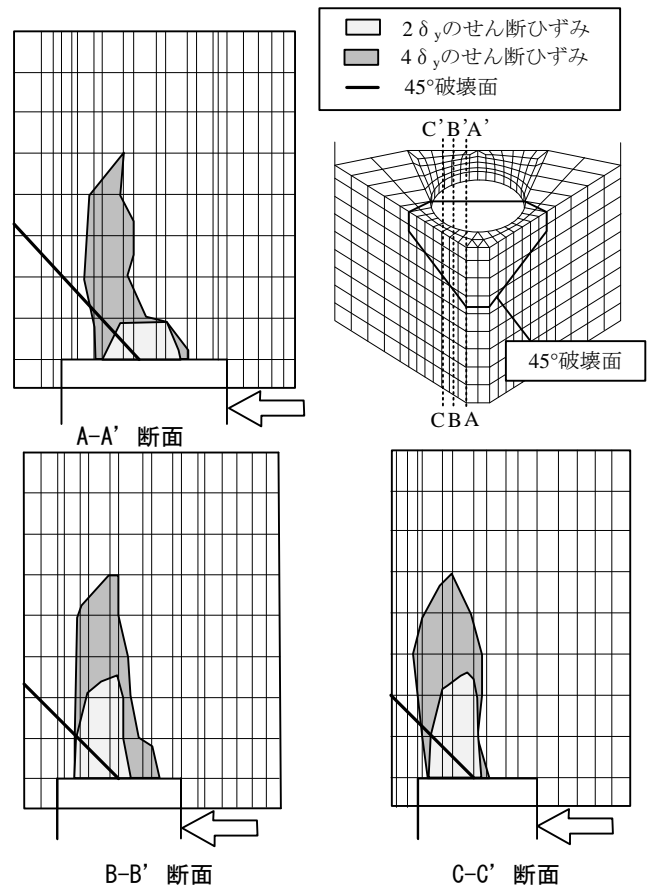 2δyのせん断ひずみ
4δyのせん断ひずみ
45°破壊面
C'B'A'
45°破壊面
CBA
A-A' 断面
B-B' 断面
C-C' 断面